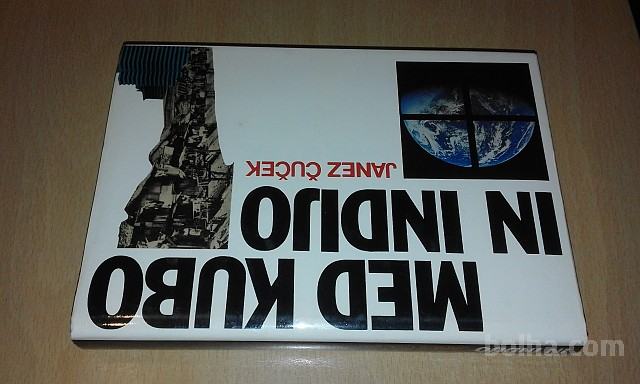 MED KUBO
IN INDIJO
JANEZ ČUČEK
bolha.com